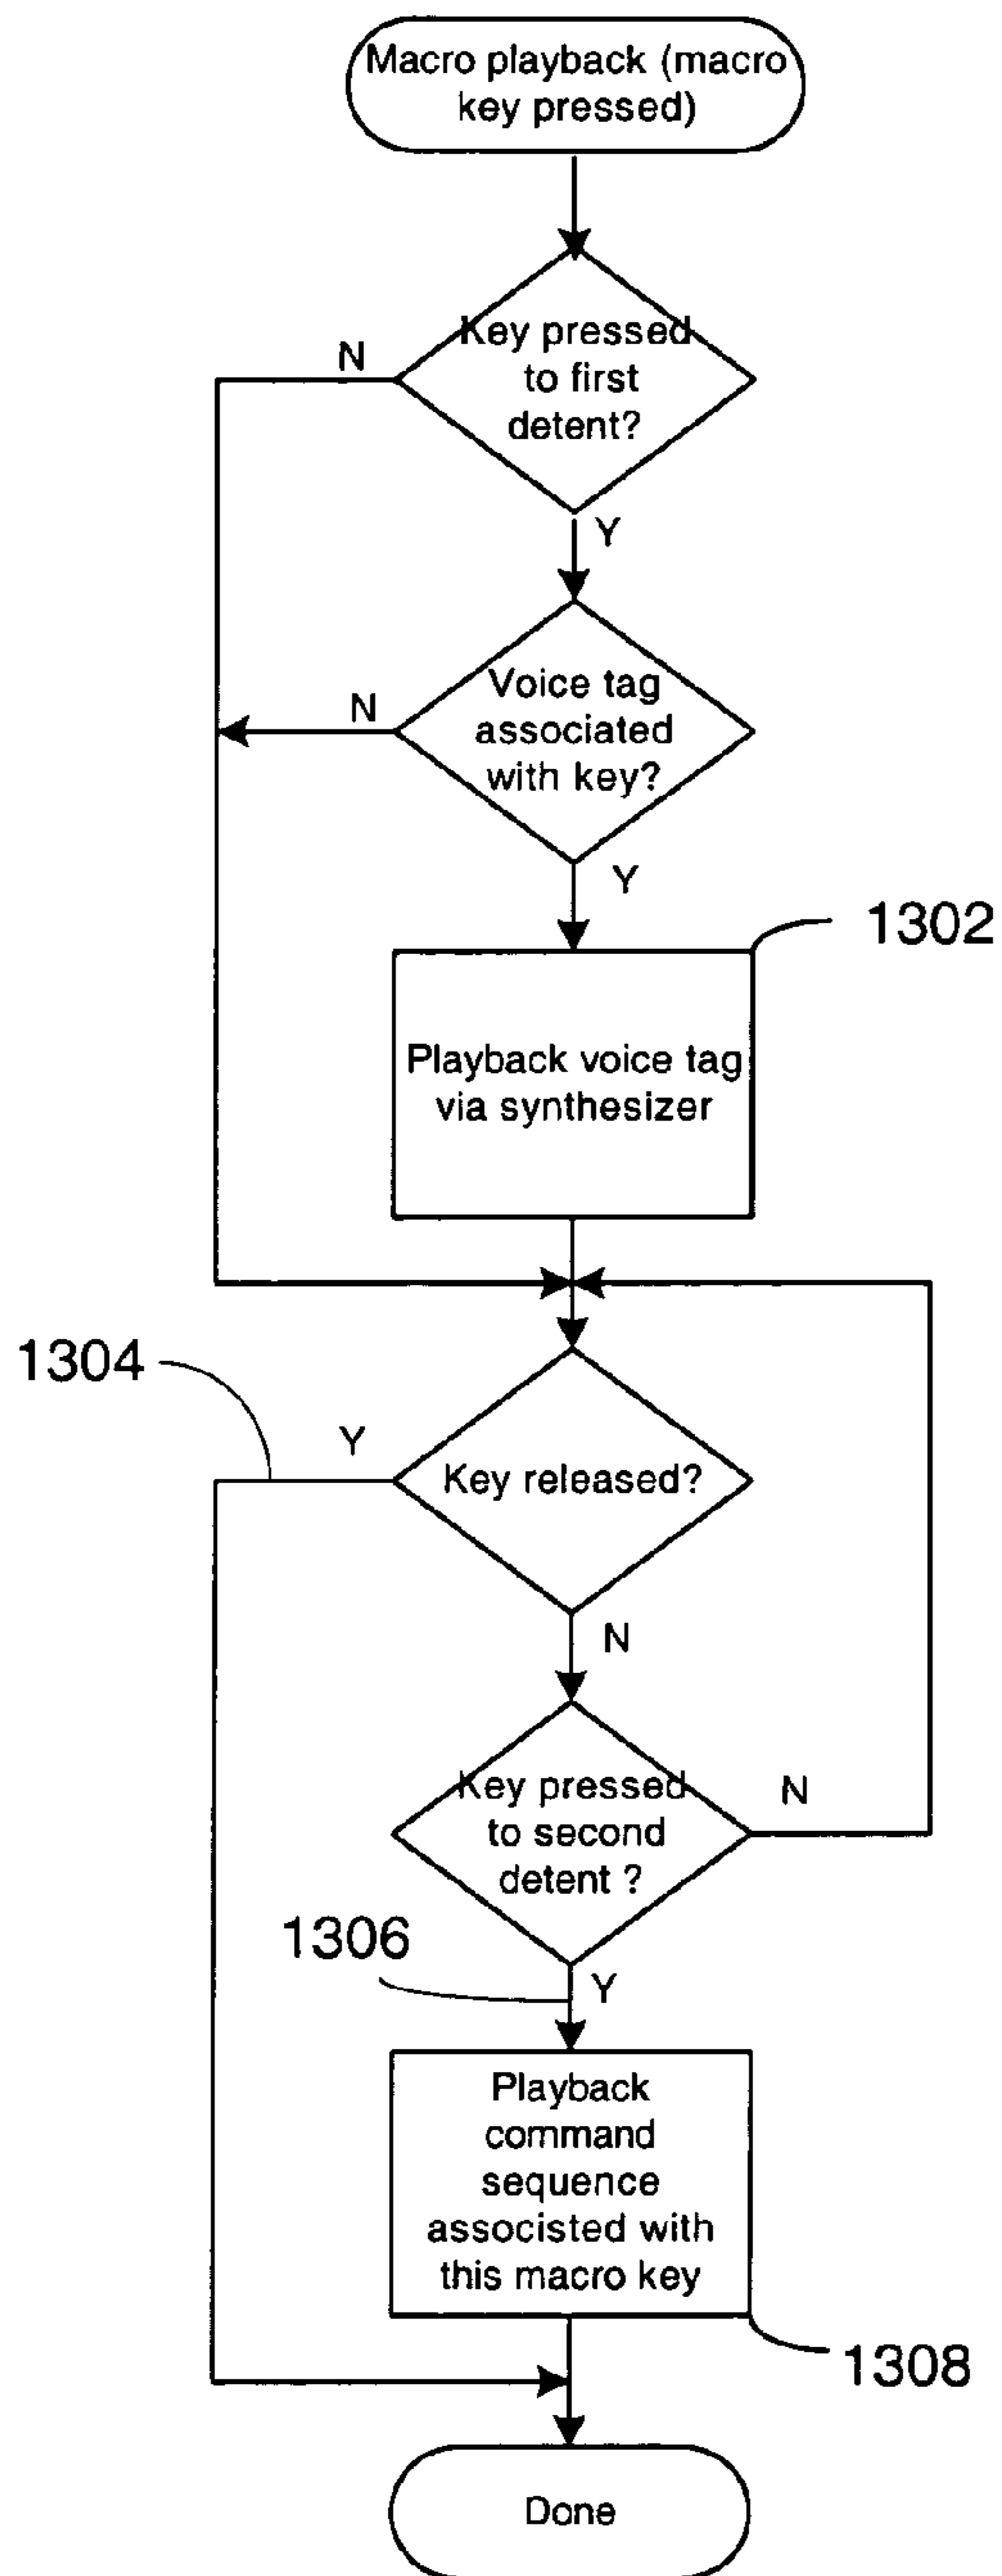 Macro playback (macro
key pressed)
Key pressed
to first
detent?
N
Y
Voice tag
associated
with key?
N
Y
1302
Playback voice tag
via synthesizer
1304
Y
Key released?
N
Key pressed
to second
detent ?
N
1306
Y
Playback
command
sequence
associsted with
this macro key
1308
Done